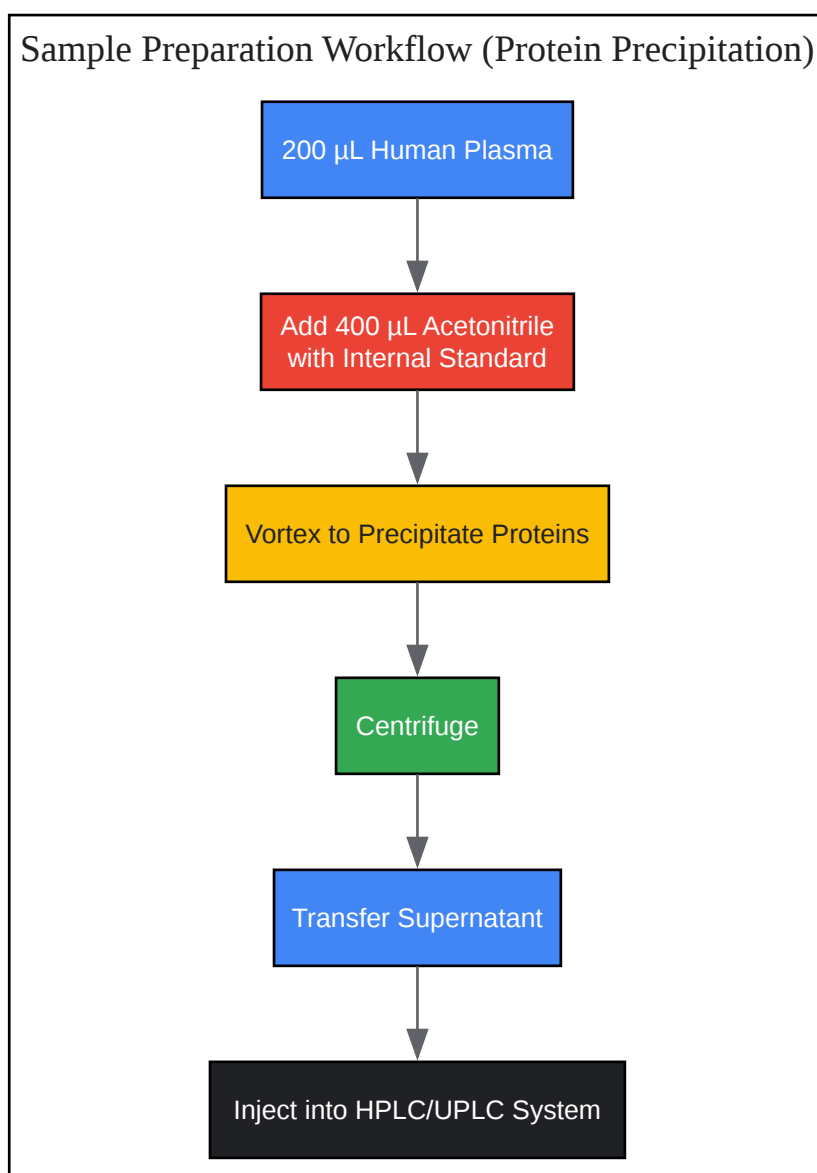 Sample Preparation Workflow (Protein Precipitation)
200 µL Human Plasma
Add 400 µL Acetonitrile
with Internal Standard
Vortex to Precipitate Proteins
Centrifuge
Transfer Supernatant
Inject into HPLC/UPLC System